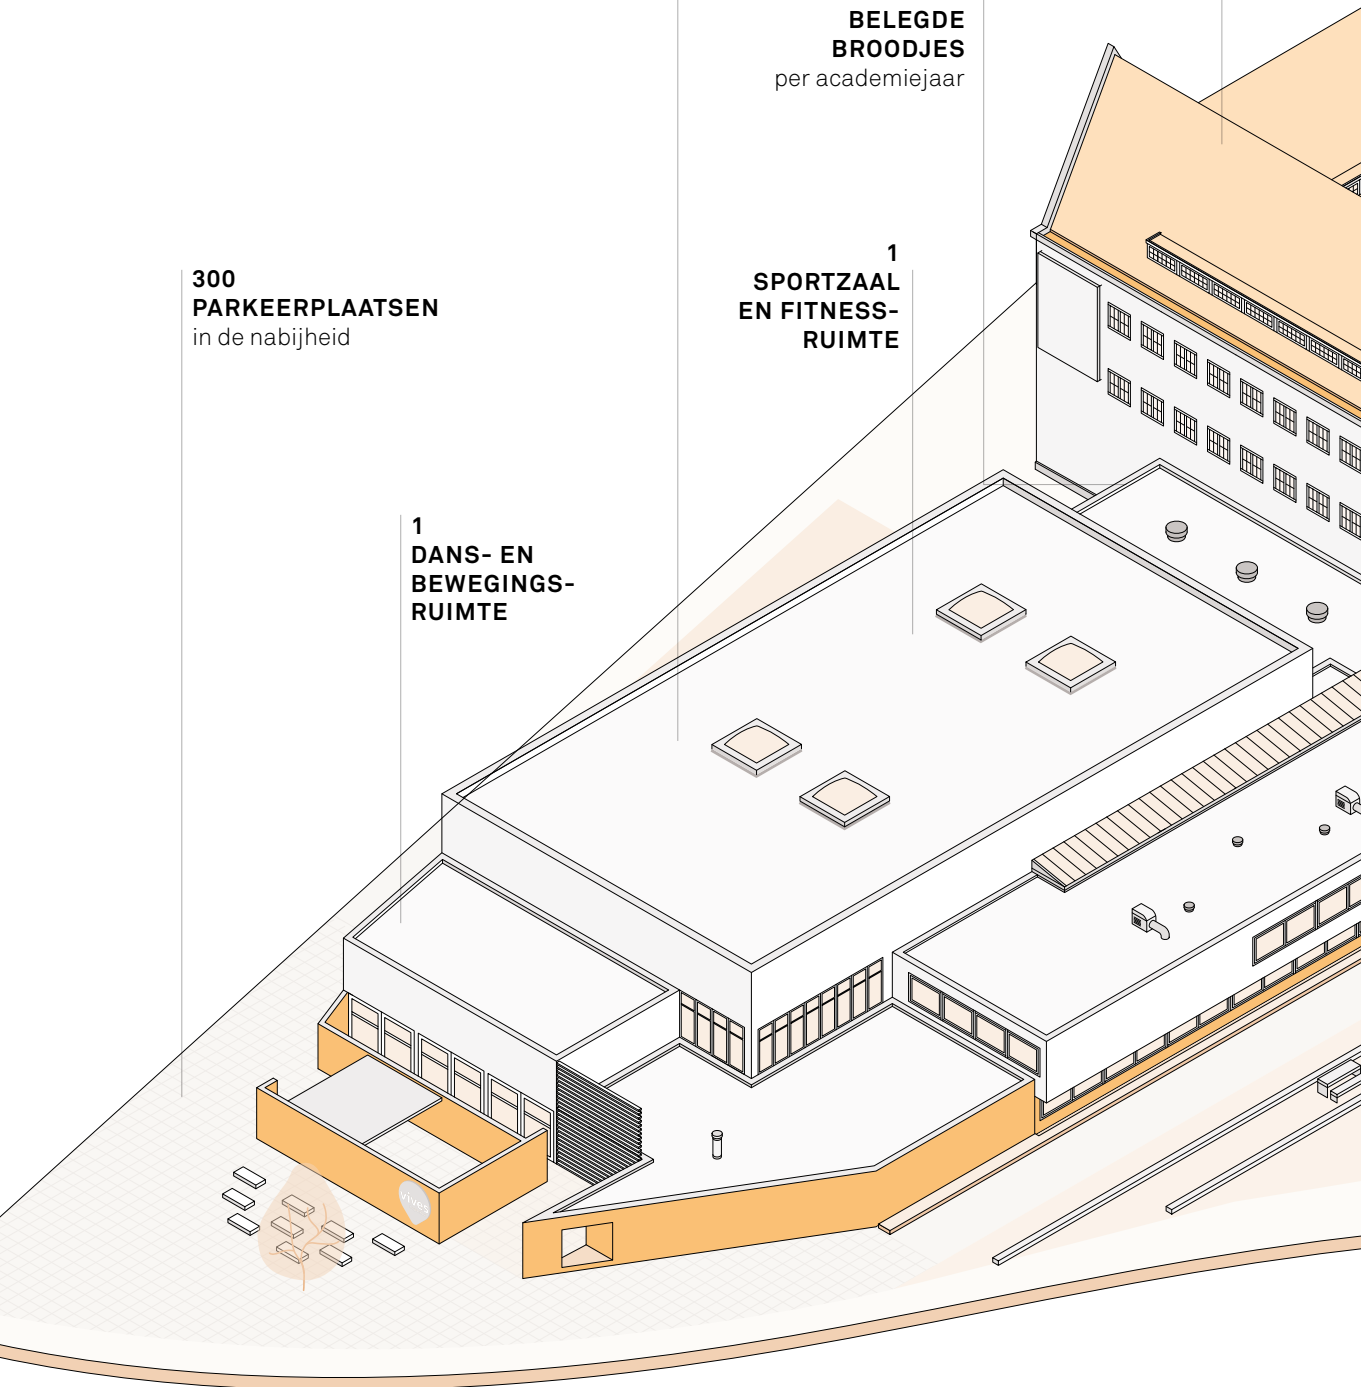 BELEGDE
BROODJES
per academiejaar
1
SPORTZAAL
EN FITNESS-
RUIMTE
300
PARKEERPLAATSEN
in de nabijheid
1
DANS- EN
BEWEGINGS-
RUIMTE
vives